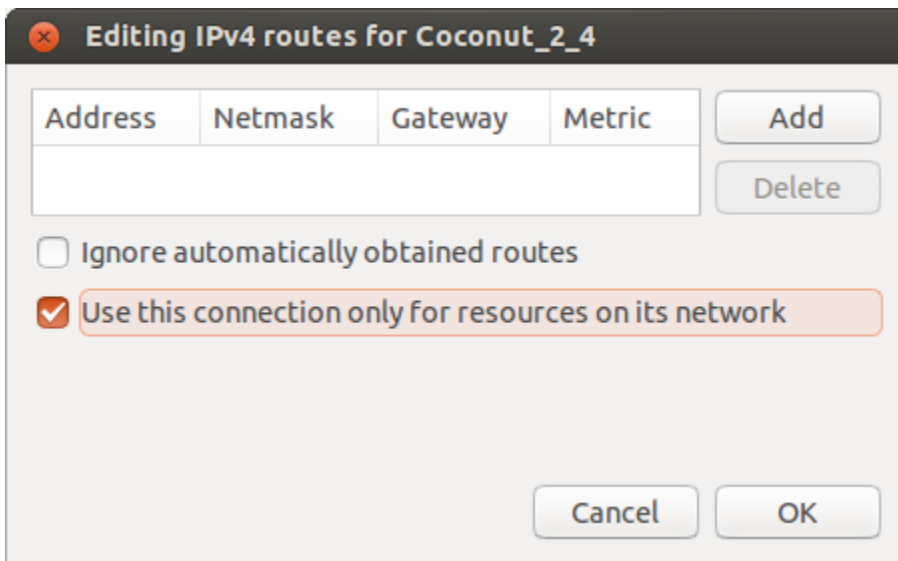 Editing IPv4 routes for Coconut_2_4
Address Netmask Gateway Metric Add
Delete
Ignore automatically obtained routes
Use this connection only for resources on its network
Cancel OK